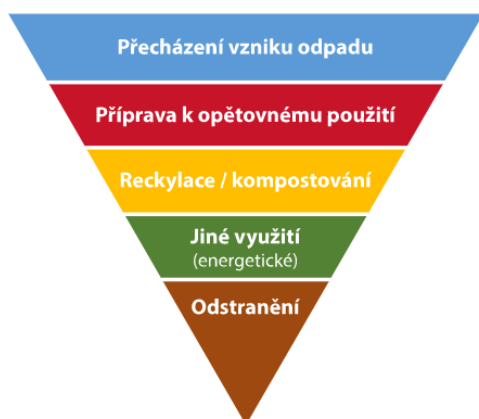 Přecházení vzniku odpadu
Příprava k opětovnému použití
Reckylace / kompostování
Jiné využití
(energetické)
Odstranění